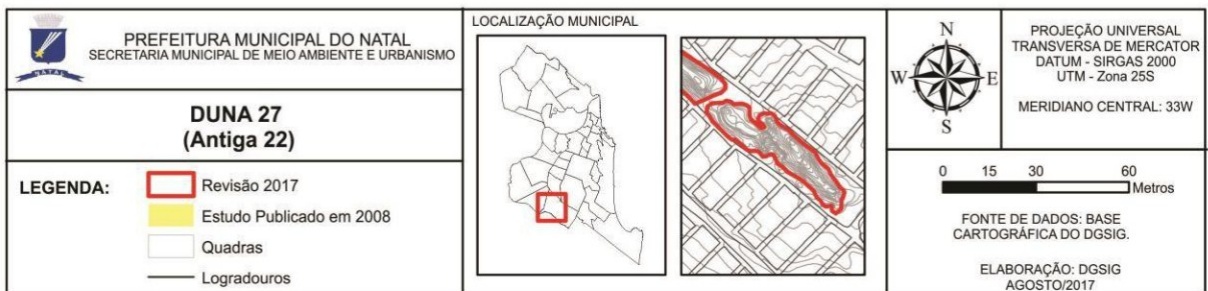 PREFEITURA MUNICIPAL DO NATAL
SECRETARIA MUNICIPAL DE MEIO AMBIENTE E URBANISMO
NATAL
DUNA 27
(Antiga 22)
LEGENDA:
Revisão 2017
Estudo Publicado em 2008
Quadras
Logradouros
LOCALIZAÇÃO MUNICIPAL
N
W
E
S
PROJEÇÃO UNIVERSAL
TRANSVERSA DE MERCATOR
DATUM - SIRGAS 2000
UTM - Zona 25S
MERIDIANO CENTRAL: 33W
0 15 30 60
Metros
FONTE DE DADOS: BASE
CARTOGRÁFICA DO DGSIG.
ELABORAÇÃO: DGSIG
AGOSTO/2017